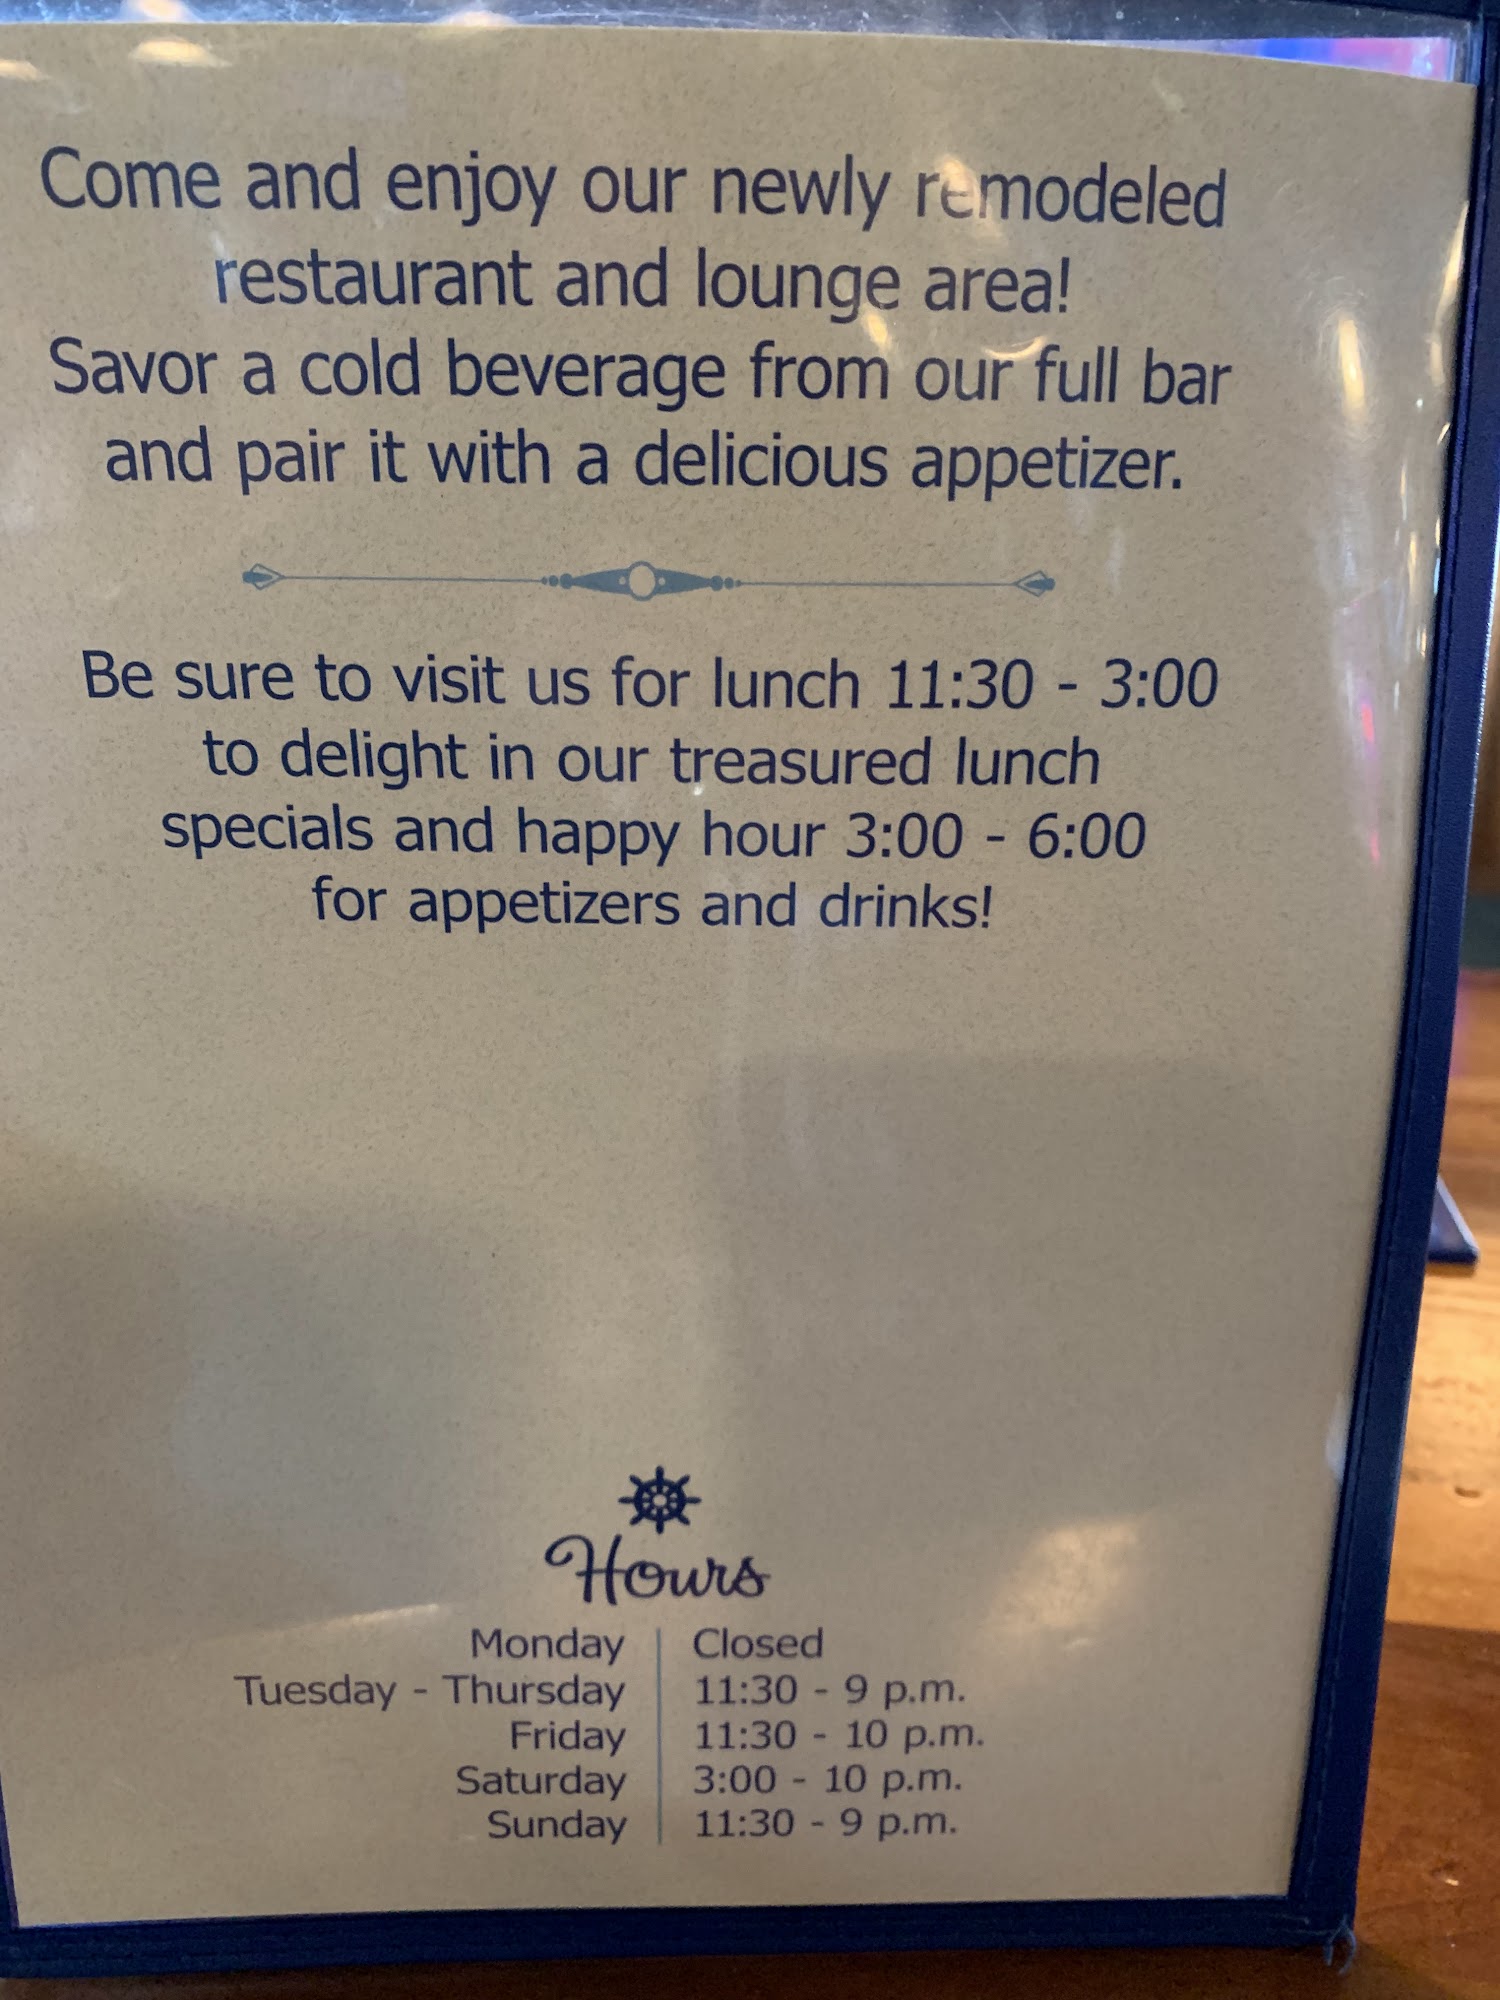 Come and enjoy our newly remodeled
restaurant and lounge area!
Savor a cold beverage from our full bar
and pair it with a delicious appetizer.
Be sure to visit us for lunch 11:30 - 3:00
to delight in our treasured lunch
specials and happy hour 3:00 - 6:00
for appetizers and drinks!
Hours
Monday Closed
Tuesday - Thursday 11:30 - 9 p.m.
Friday 11:30 - 10 p.m.
Saturday 3:00 - 10 p.m.
Sunday 11:30 - 9 p.m.